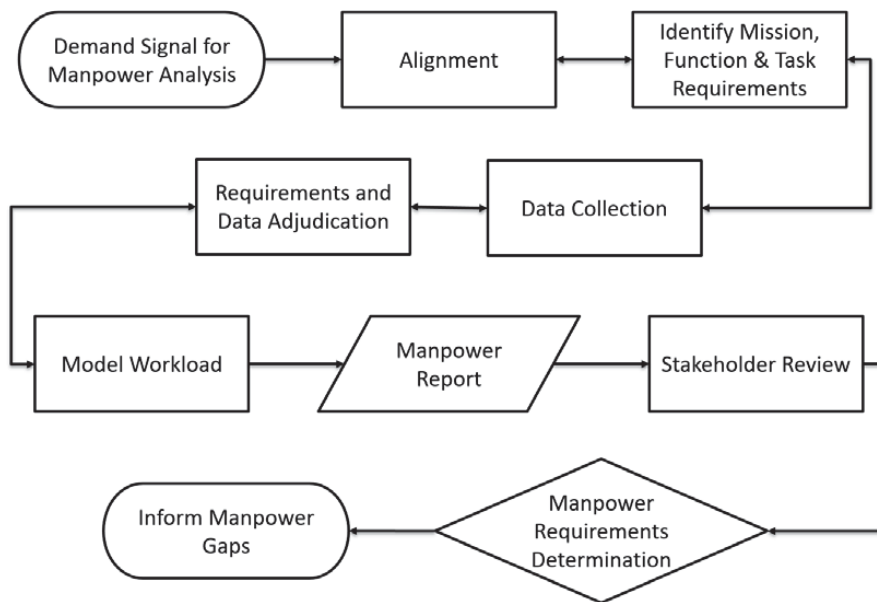 Demand Signal for
Manpower Analysis
Alignment
Identify Mission,
Function & Task
Requirements
Requirements and
Data Adjudication
Data Collection
Model Workload
Manpower
Report
Stakeholder Review
Inform Manpower
Gaps
Manpower
Requirements
Determination